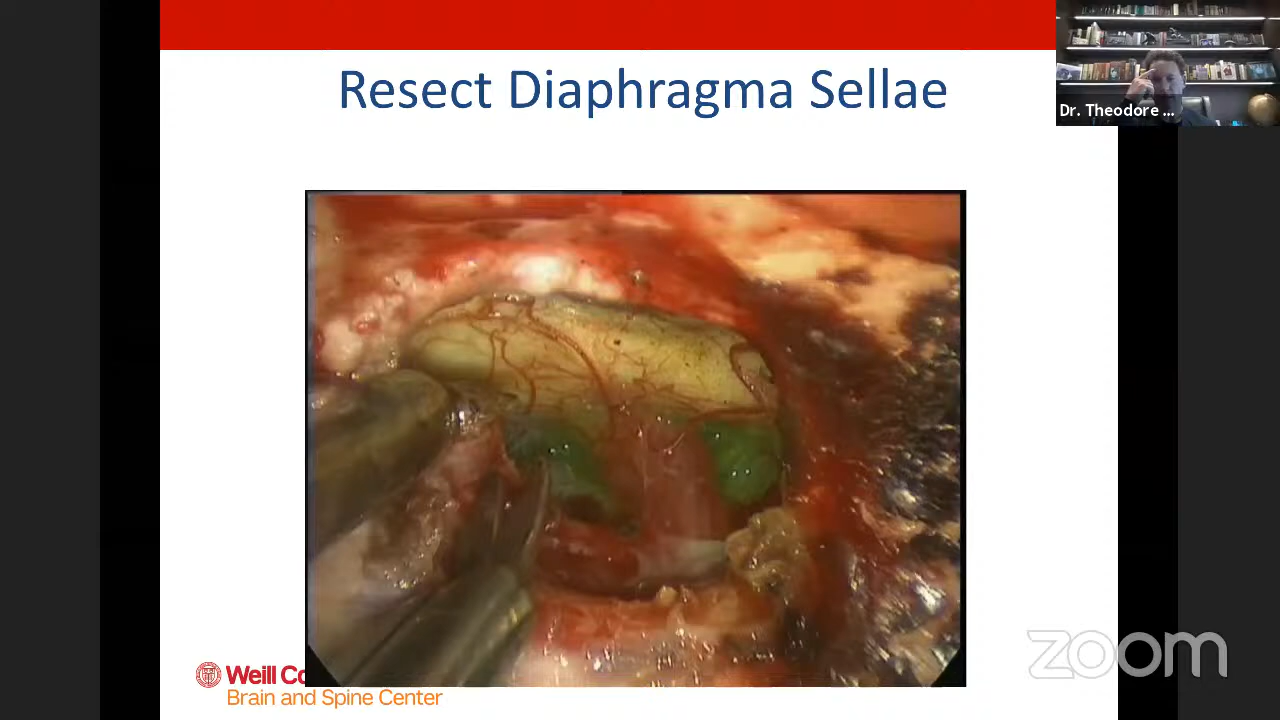 Resect Diaphragma Sellae
Dr. Theodore ...
Weill Co
Brain and Spine Center
zoom